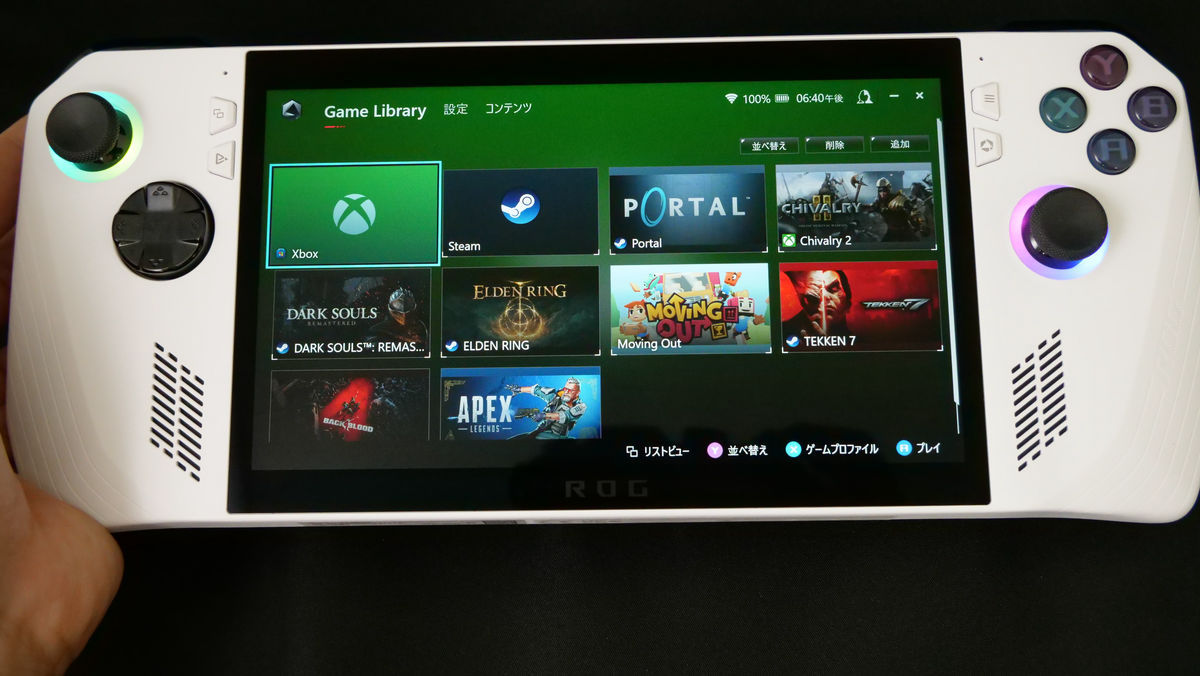 Game Library 設定 コンテンツ
100% 06:40午後
並べ替え 削除 追加
Xbox
Steam
PORTAL
Portal
CHIVALRY
II
Chivalry 2
DARK SOULS
REMASTERED
DARK SOULS™: REMAS...
ELDEN RING
ELDEN RING
MOVING OUT
Moving Out
TEKKEN 7
TEKKEN 7
4
BACK BLOOD
APEX
LEGENDS
リストビュー Y 並べ替え X ゲームプロファイル A プレイ
ROG
Y
X
B
A